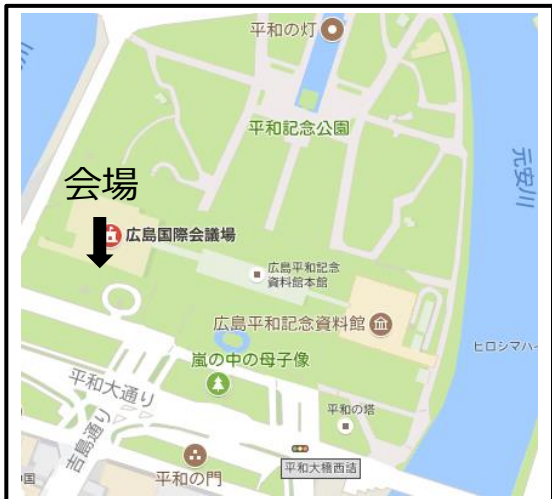 平和の灯
平和記念公園
元安川
会場
広島国際会議場
広島平和記念
資料館本館
広島平和記念資料館
ヒロシマハ
嵐の中の母子像
平和大通り
吉島通り
平和の塔
平和大橋西詰
平和の門
国